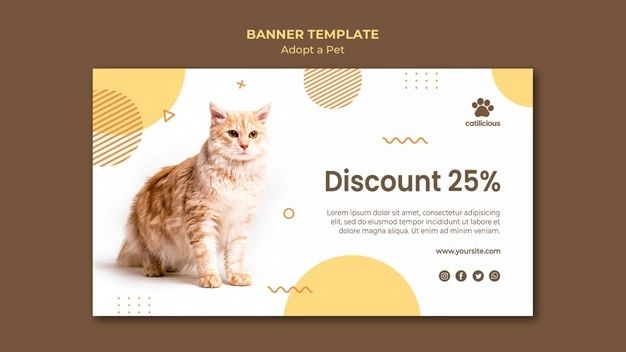 BANNER TEMPLATE
Adopt a Pet
catilicious
Discount 25%
Lorem ipsum dolor sit amet, consectetur adipisicing
elit, sed do eiusmod tempor incididunt ut labore et
dolore magna aliqua. Ut enim ad minim veniam.
www.yoursite.com